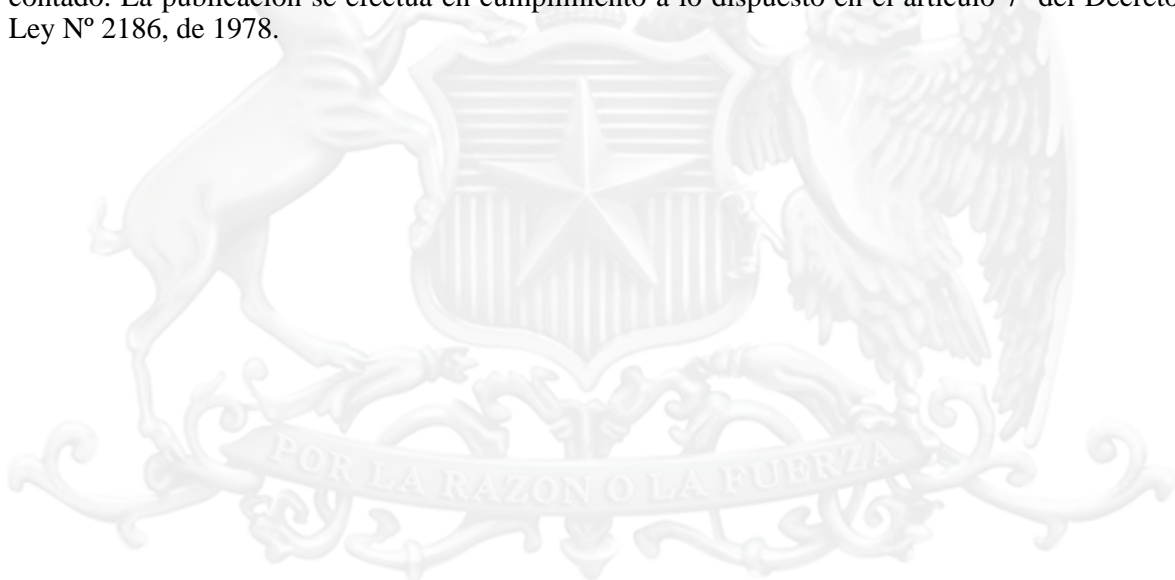 contado. La publicación se efectúa en cumplimiento a lo dispuesto en el artículo 7º del Decreto
Ley Nº 2186, de 1978.
POR LA RAZON O LA FUERZA